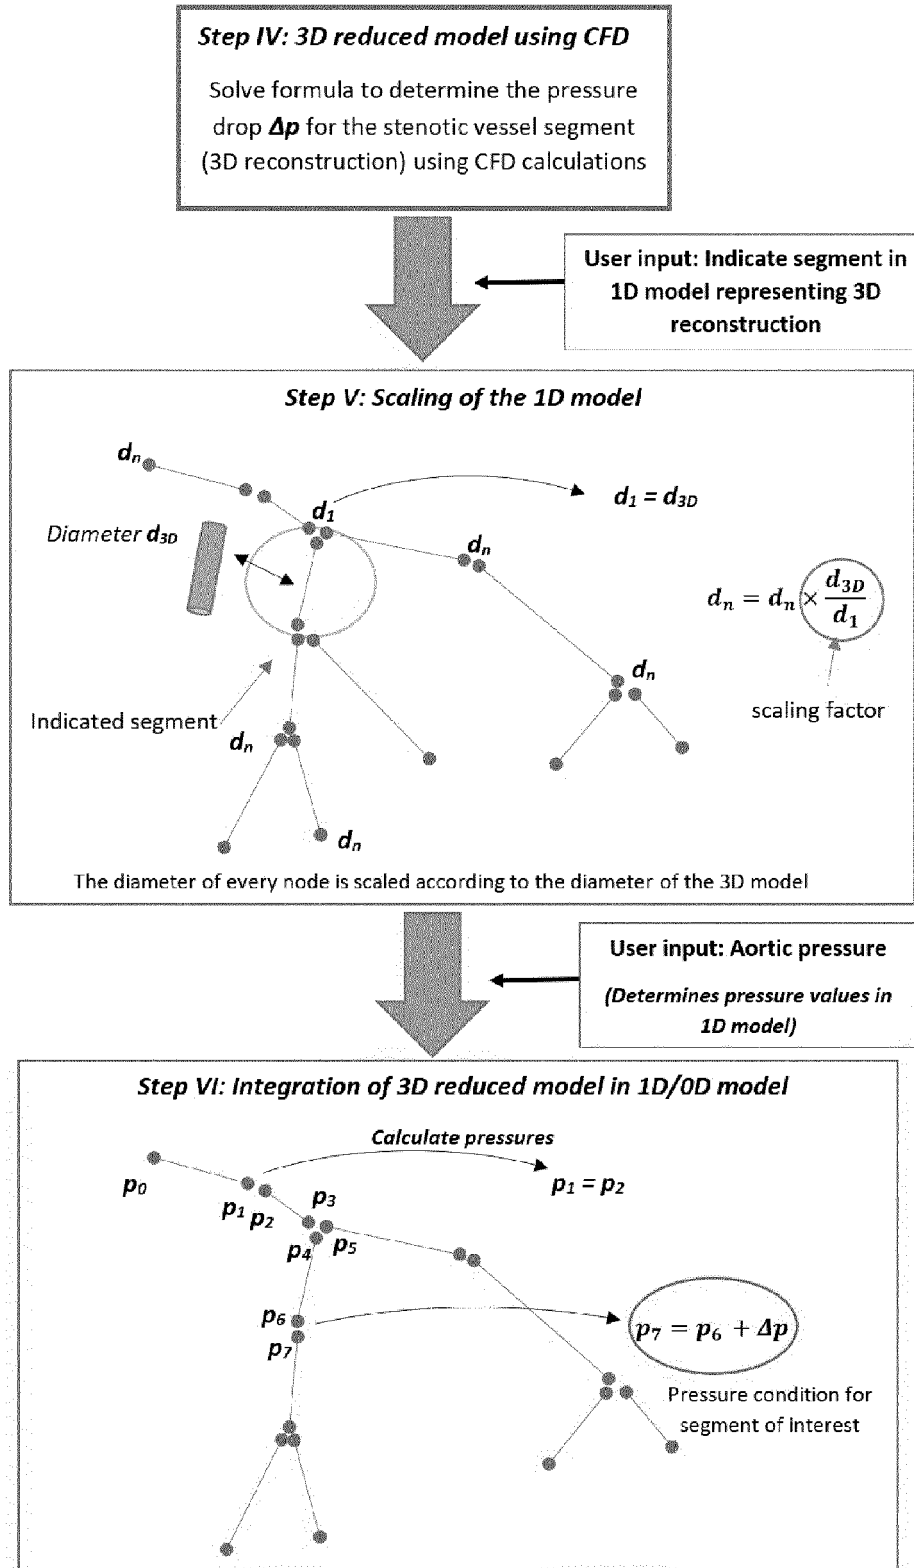 Step IV: 3D reduced model using CFD
Solve formula to determine the pressure
drop Δp for the stenotic vessel segment
(3D reconstruction) using CFD calculations
User input: Indicate segment in
1D model representing 3D
reconstruction
Step V: Scaling of the 1D model
dn
d1
d1 = d3D
Diameter d3D
dn
dn = dn × d3D/d1
dn
scaling factor
Indicated segment
dn
dn
The diameter of every node is scaled according to the diameter of the 3D model
User input: Aortic pressure
(Determines pressure values in
1D model)
Step VI: Integration of 3D reduced model in 1D/0D model
Calculate pressures
p0
p1 p2
p3
p1 = p2
p4
p5
p6
p7
p7 = p6 + Δp
Pressure condition for
segment of interest